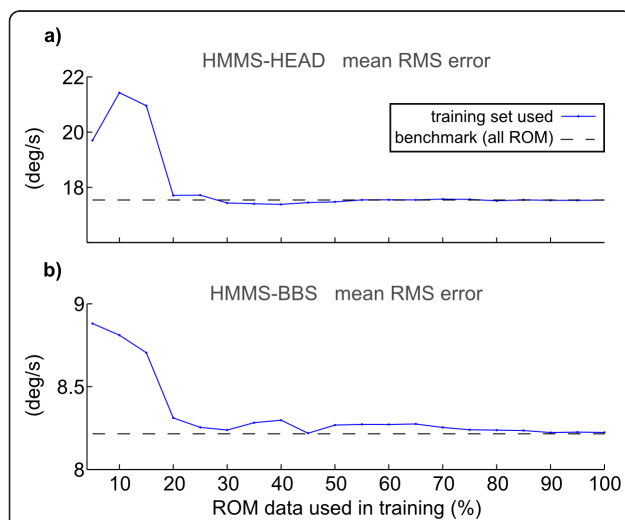 a)
HMMS-HEAD mean RMS error
22
20
18
(deg/s)
training set used
benchmark (all ROM)
b)
HMMS-BBS mean RMS error
9
8.5
8
(deg/s)
10 20 30 40 50 60 70 80 90 100
ROM data used in training (%)